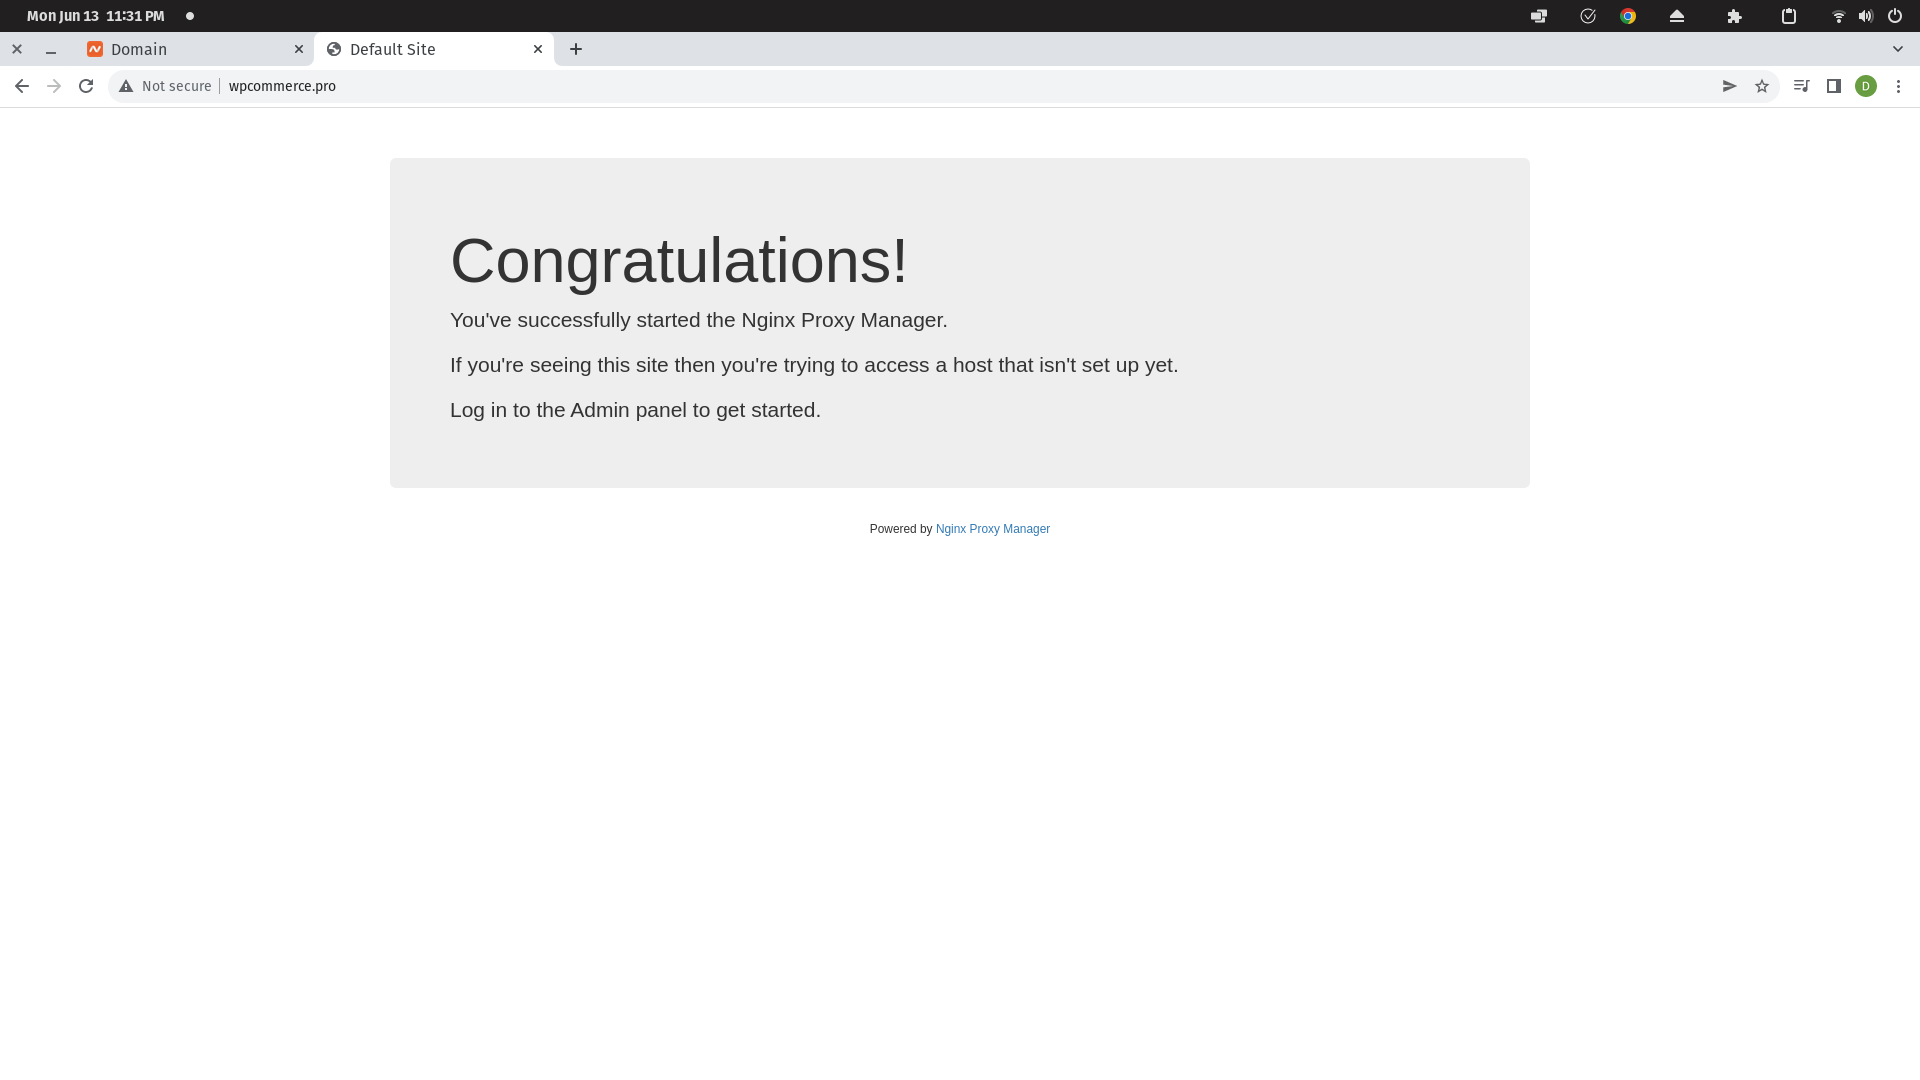 Mon Jun 13 11:31 PM
Domain
Default Site
Not secure
wpcommerce.pro
D
Congratulations!
You've successfully started the Nginx Proxy Manager.
If you're seeing this site then you're trying to access a host that isn't set up yet.
Log in to the Admin panel to get started.
Powered by Nginx Proxy Manager